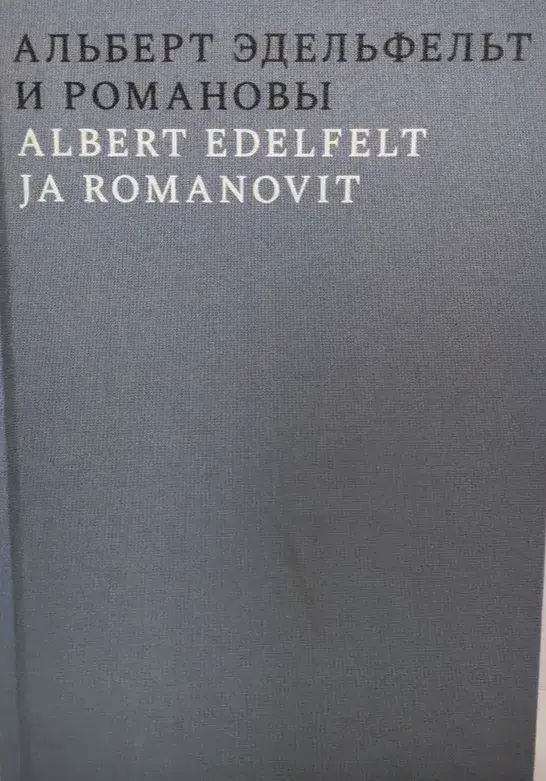 АЛЬБЕРТ ЭДЕЛЬФЕЛЬТ
И РОМАНОВЫ
ALBERT EDELFELT
JA ROMANOVIT